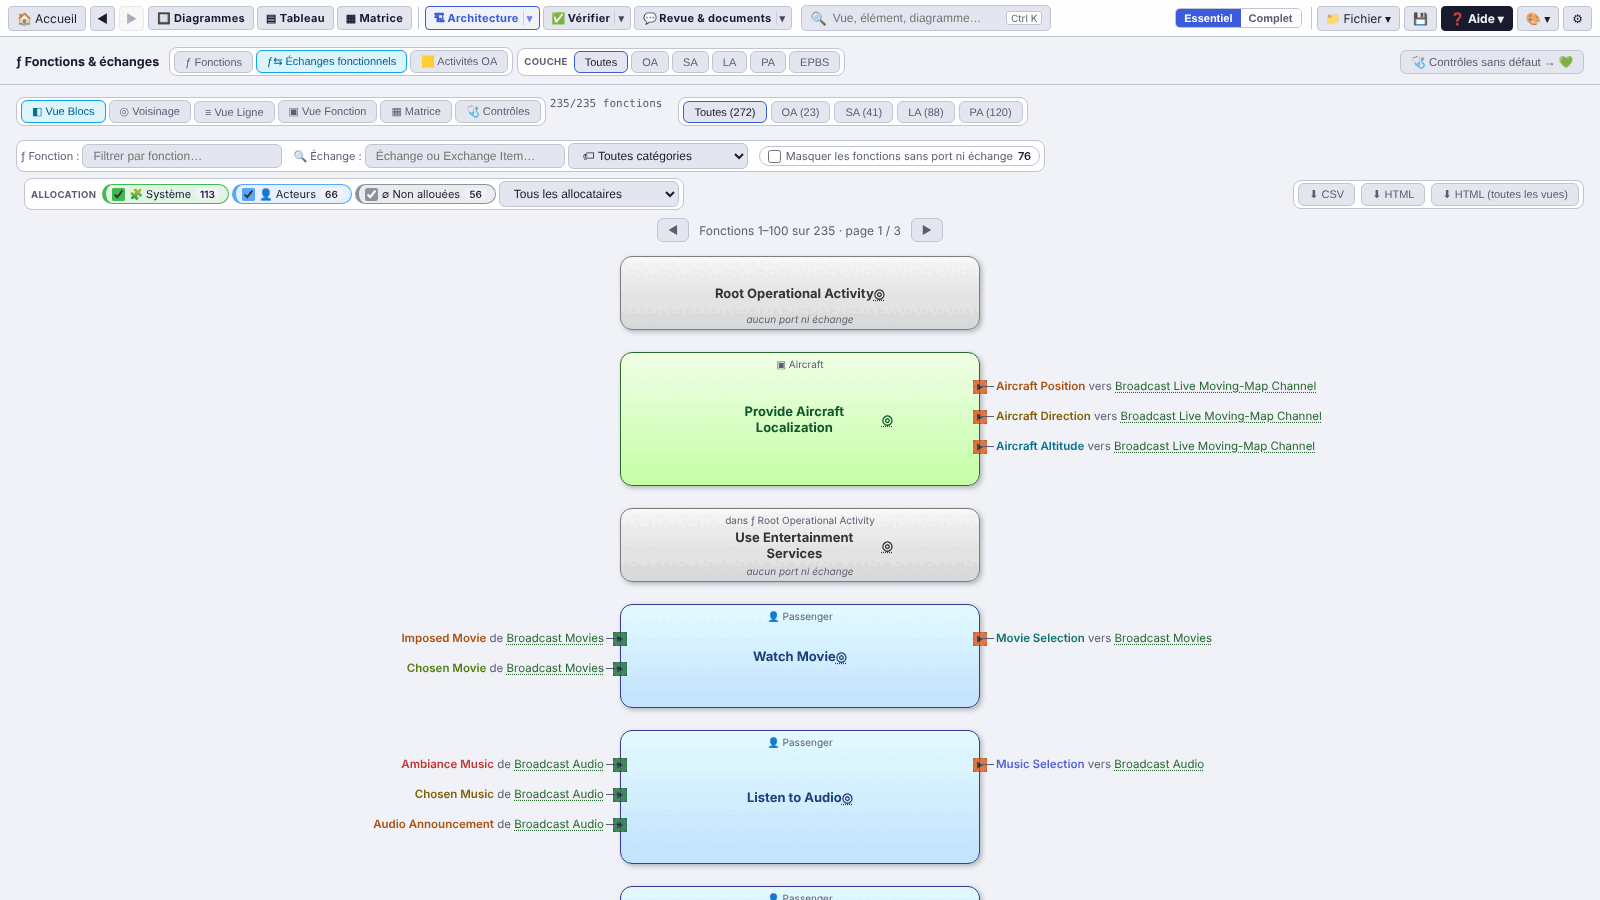 🏠 Accueil ◀ ▶ 🔲 Diagrammes ▤ Tableau ▦ Matrice 🏗 Architecture ▾ ✅ Vérifier ▾ 💬 Revue & documents ▾ 🔍 Vue, élément, diagramme… Ctrl K Essentiel Complet 📁 Fichier ▾ 💾 ❓ Aide ▾ 🎨 ▾ ⚙
ƒ Fonctions & échanges ƒ Fonctions ƒ⇆ Échanges fonctionnels 🟨 Activités OA COUCHE Toutes OA SA LA PA EPBS 🩺 Contrôles sans défaut → 💚
◧ Vue Blocs ◎ Voisinage ≡ Vue Ligne ▣ Vue Fonction ▦ Matrice 🩺 Contrôles 235/235 fonctions Toutes (272) OA (23) SA (41) LA (88) PA (120)
ƒ Fonction : Filtrer par fonction… 🔍 Échange : Échange ou Exchange Item… 🏷 Toutes catégories Masquer les fonctions sans port ni échange 76
ALLOCATION 🧩 Système 113 👤 Acteurs 66 ⌀ Non allouées 56 Tous les allocataires ⬇ CSV ⬇ HTML ⬇ HTML (toutes les vues)
◀ Fonctions 1–100 sur 235 · page 1 / 3 ▶
Root Operational Activity◎
aucun port ni échange
▣ Aircraft
Aircraft Position vers Broadcast Live Moving-Map Channel
Provide Aircraft
Localization ◎
Aircraft Direction vers Broadcast Live Moving-Map Channel
Aircraft Altitude vers Broadcast Live Moving-Map Channel
dans ƒ Root Operational Activity
Use Entertainment
Services ◎
aucun port ni échange
👤 Passenger
Imposed Movie de Broadcast Movies
Movie Selection vers Broadcast Movies
Watch Movie◎
Chosen Movie de Broadcast Movies
👤 Passenger
Ambiance Music de Broadcast Audio
Music Selection vers Broadcast Audio
Chosen Music de Broadcast Audio
Listen to Audio◎
Audio Announcement de Broadcast Audio
👤 Passenger